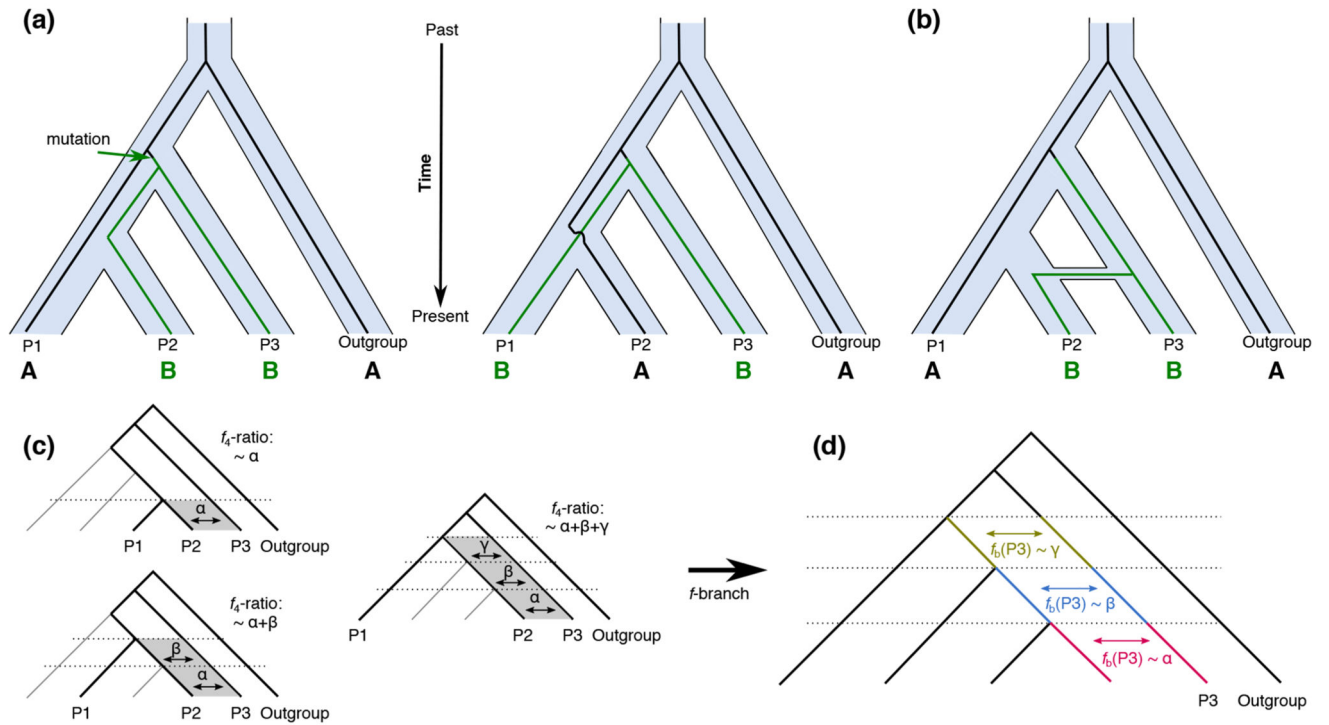 (a)
Past
(b)
mutation
Time
Present
P1 P2 P3 Outgroup
A B B A
P1 P2 P3 Outgroup
B A B A
P1 P2 P3 Outgroup
A B B A
(c)
f4-ratio:
~ α
α
P1 P2 P3 Outgroup
f4-ratio:
~ α+β
β
α
P1 P2 P3 Outgroup
f4-ratio:
~ α+β+γ
γ
β
α
P1 P2 P3 Outgroup
f-branch
(d)
fb(P3) ~ γ
fb(P3) ~ β
fb(P3) ~ α
P3 Outgroup